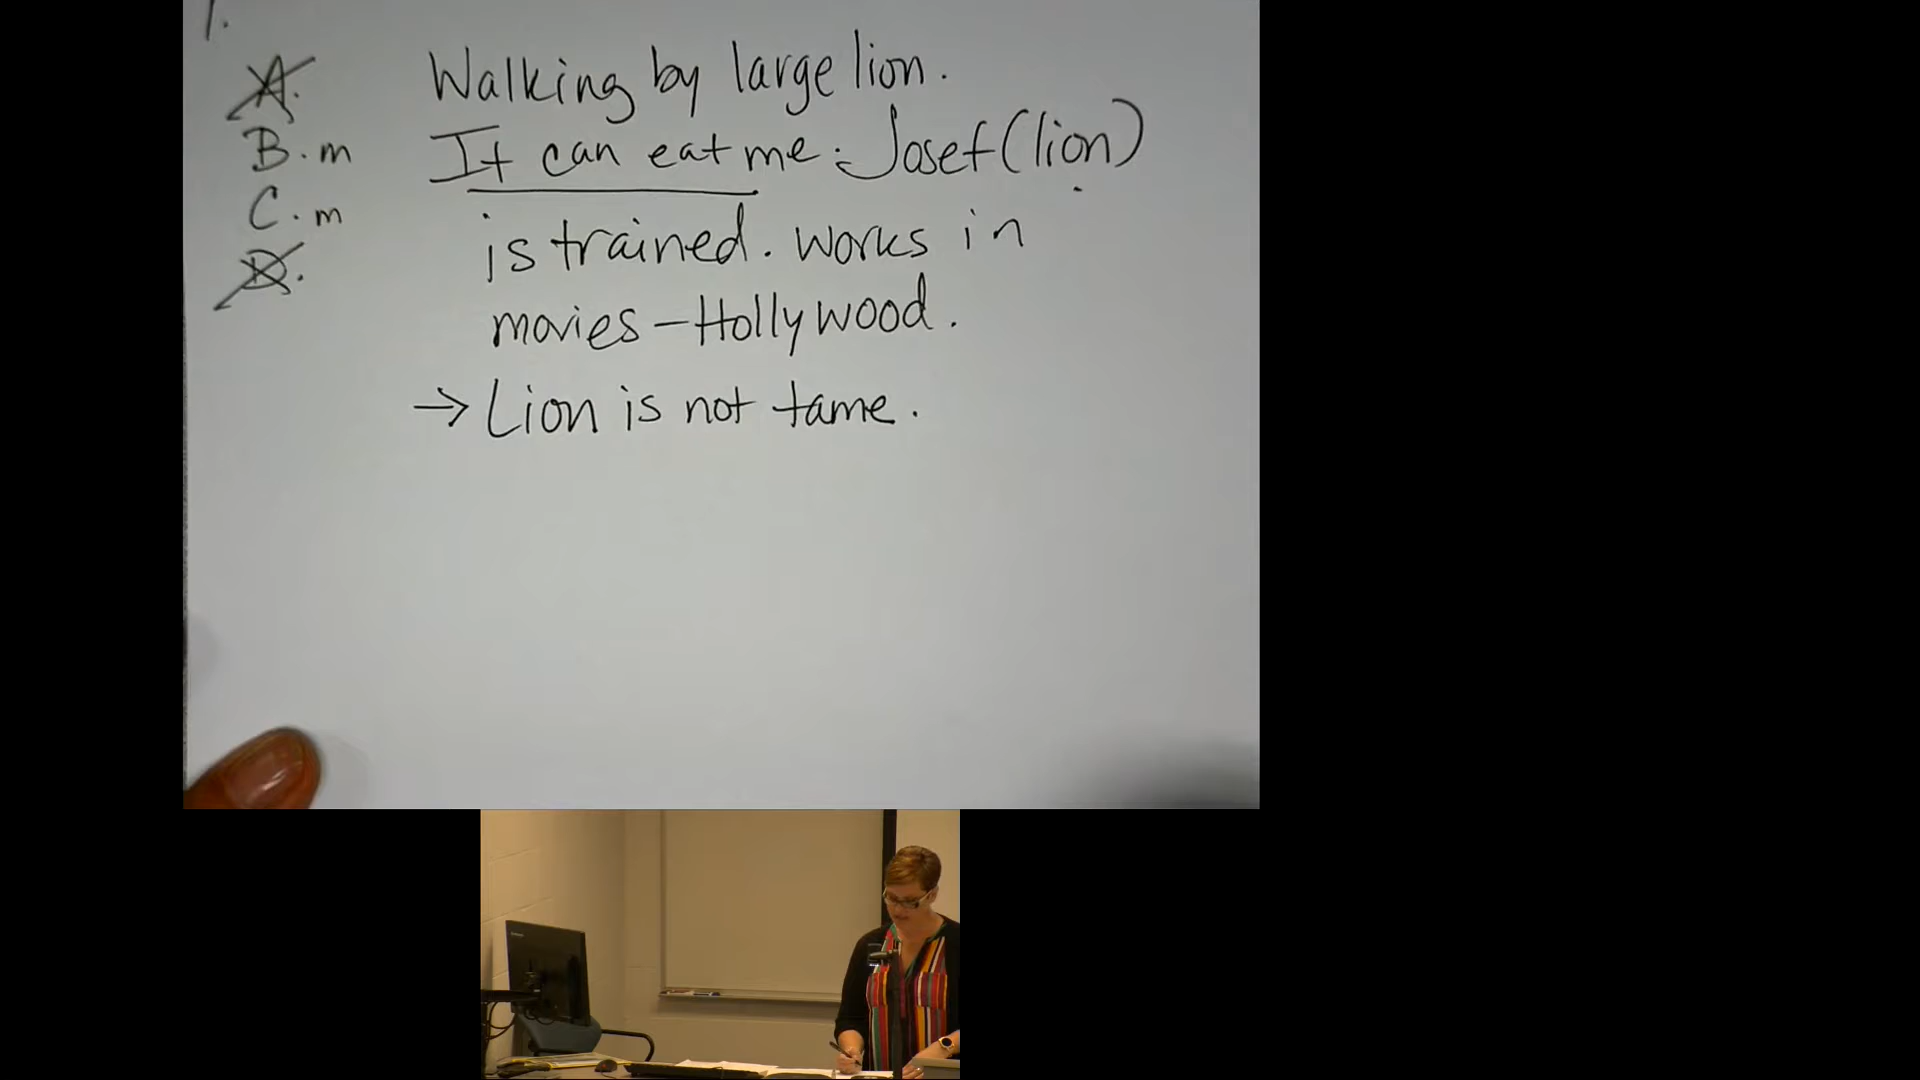 1.
A. Walking by large lion.
B. m It can eat me. Josef (lion)
C. m is trained. works in
D. movies - Hollywood.
→ Lion is not tame.